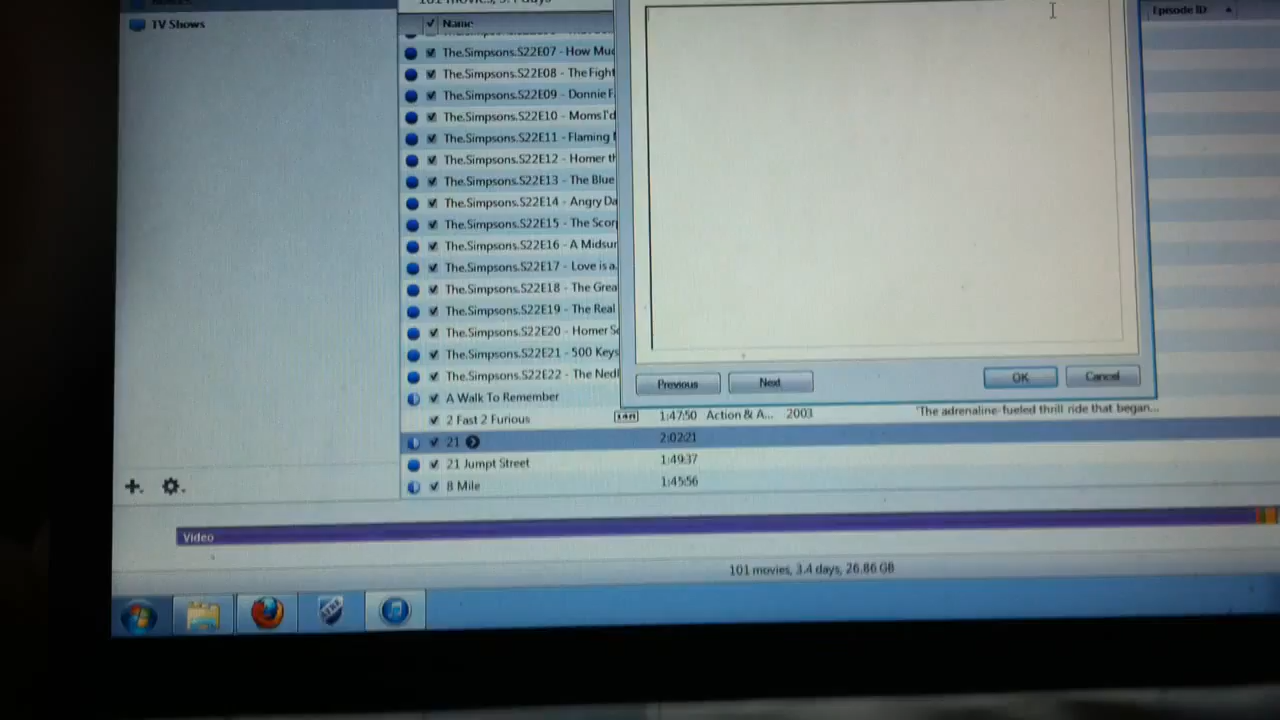 TV Shows
Name
Episode ID
The.Simpsons.S22E07 - How Muc
The.Simpsons.S22E08 - The Fight
The.Simpsons.S22E09 - Donnie F
The.Simpsons.S22E10 - Moms I'd
The.Simpsons.S22E11 - Flaming
The.Simpsons.S22E12 - Homer th
The.Simpsons.S22E13 - The Blue
The.Simpsons.S22E14 - Angry Da
The.Simpsons.S22E15 - The Scor
The.Simpsons.S22E16 - A Midsur
The.Simpsons.S22E17 - Love is a
The.Simpsons.S22E18 - The Grea
The.Simpsons.S22E19 - The Real
The.Simpsons.S22E20 - Homer Sc
The.Simpsons.S22E21 - 500 Keys
The.Simpsons.S22E22 - The Ned
Previous Next OK Cancel
A Walk To Remember
2 Fast 2 Furious 1:47:50 Action & A... 2003 "The adrenaline-fueled thrill ride that began...
21 2:02:21
21 Jumpt Street 1:49:37
8 Mile 1:45:56
Video
101 movies, 3.4 days, 26.86 GB